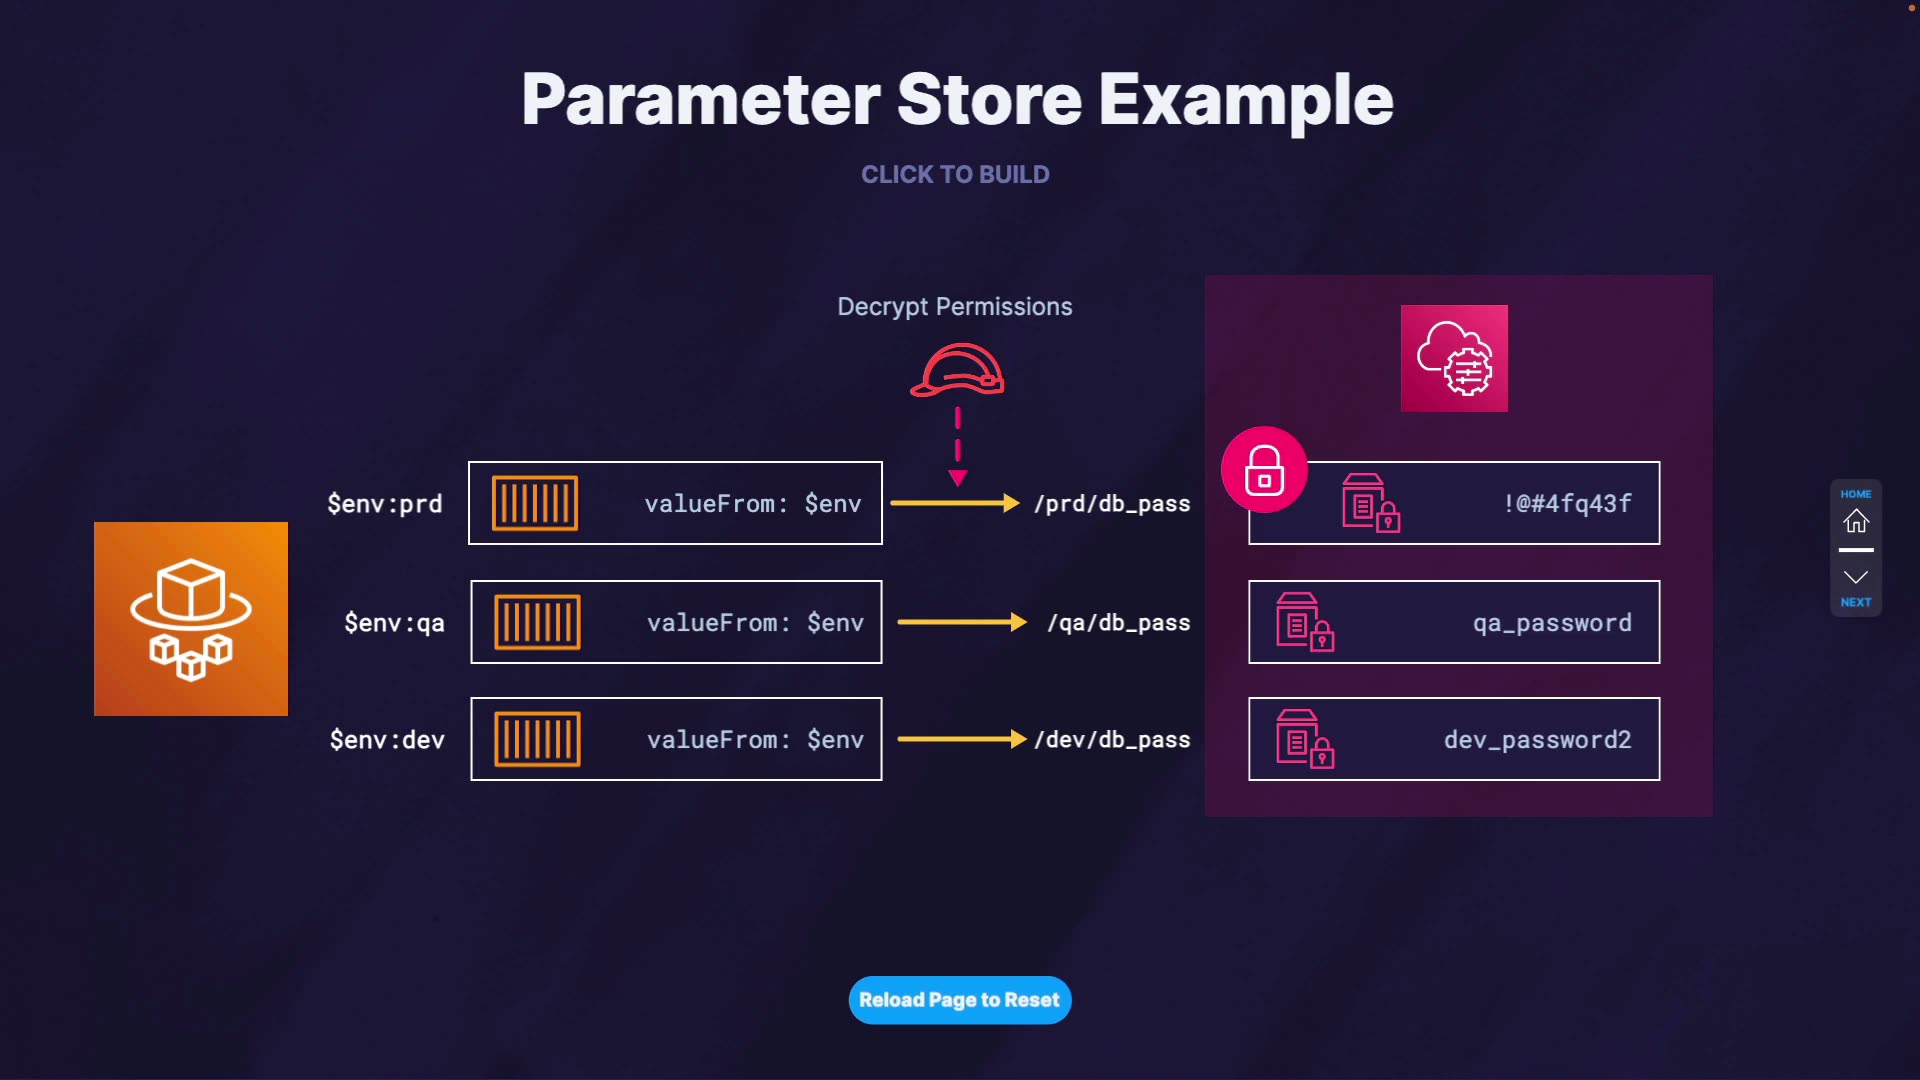 Parameter Store Example
CLICK TO BUILD
Decrypt Permissions
$env:prd
valueFrom: $env
/prd/db_pass
!@#4fq43f
$env:qa
valueFrom: $env
/qa/db_pass
qa_password
$env:dev
valueFrom: $env
/dev/db_pass
dev_password2
HOME
NEXT
Reload Page to Reset